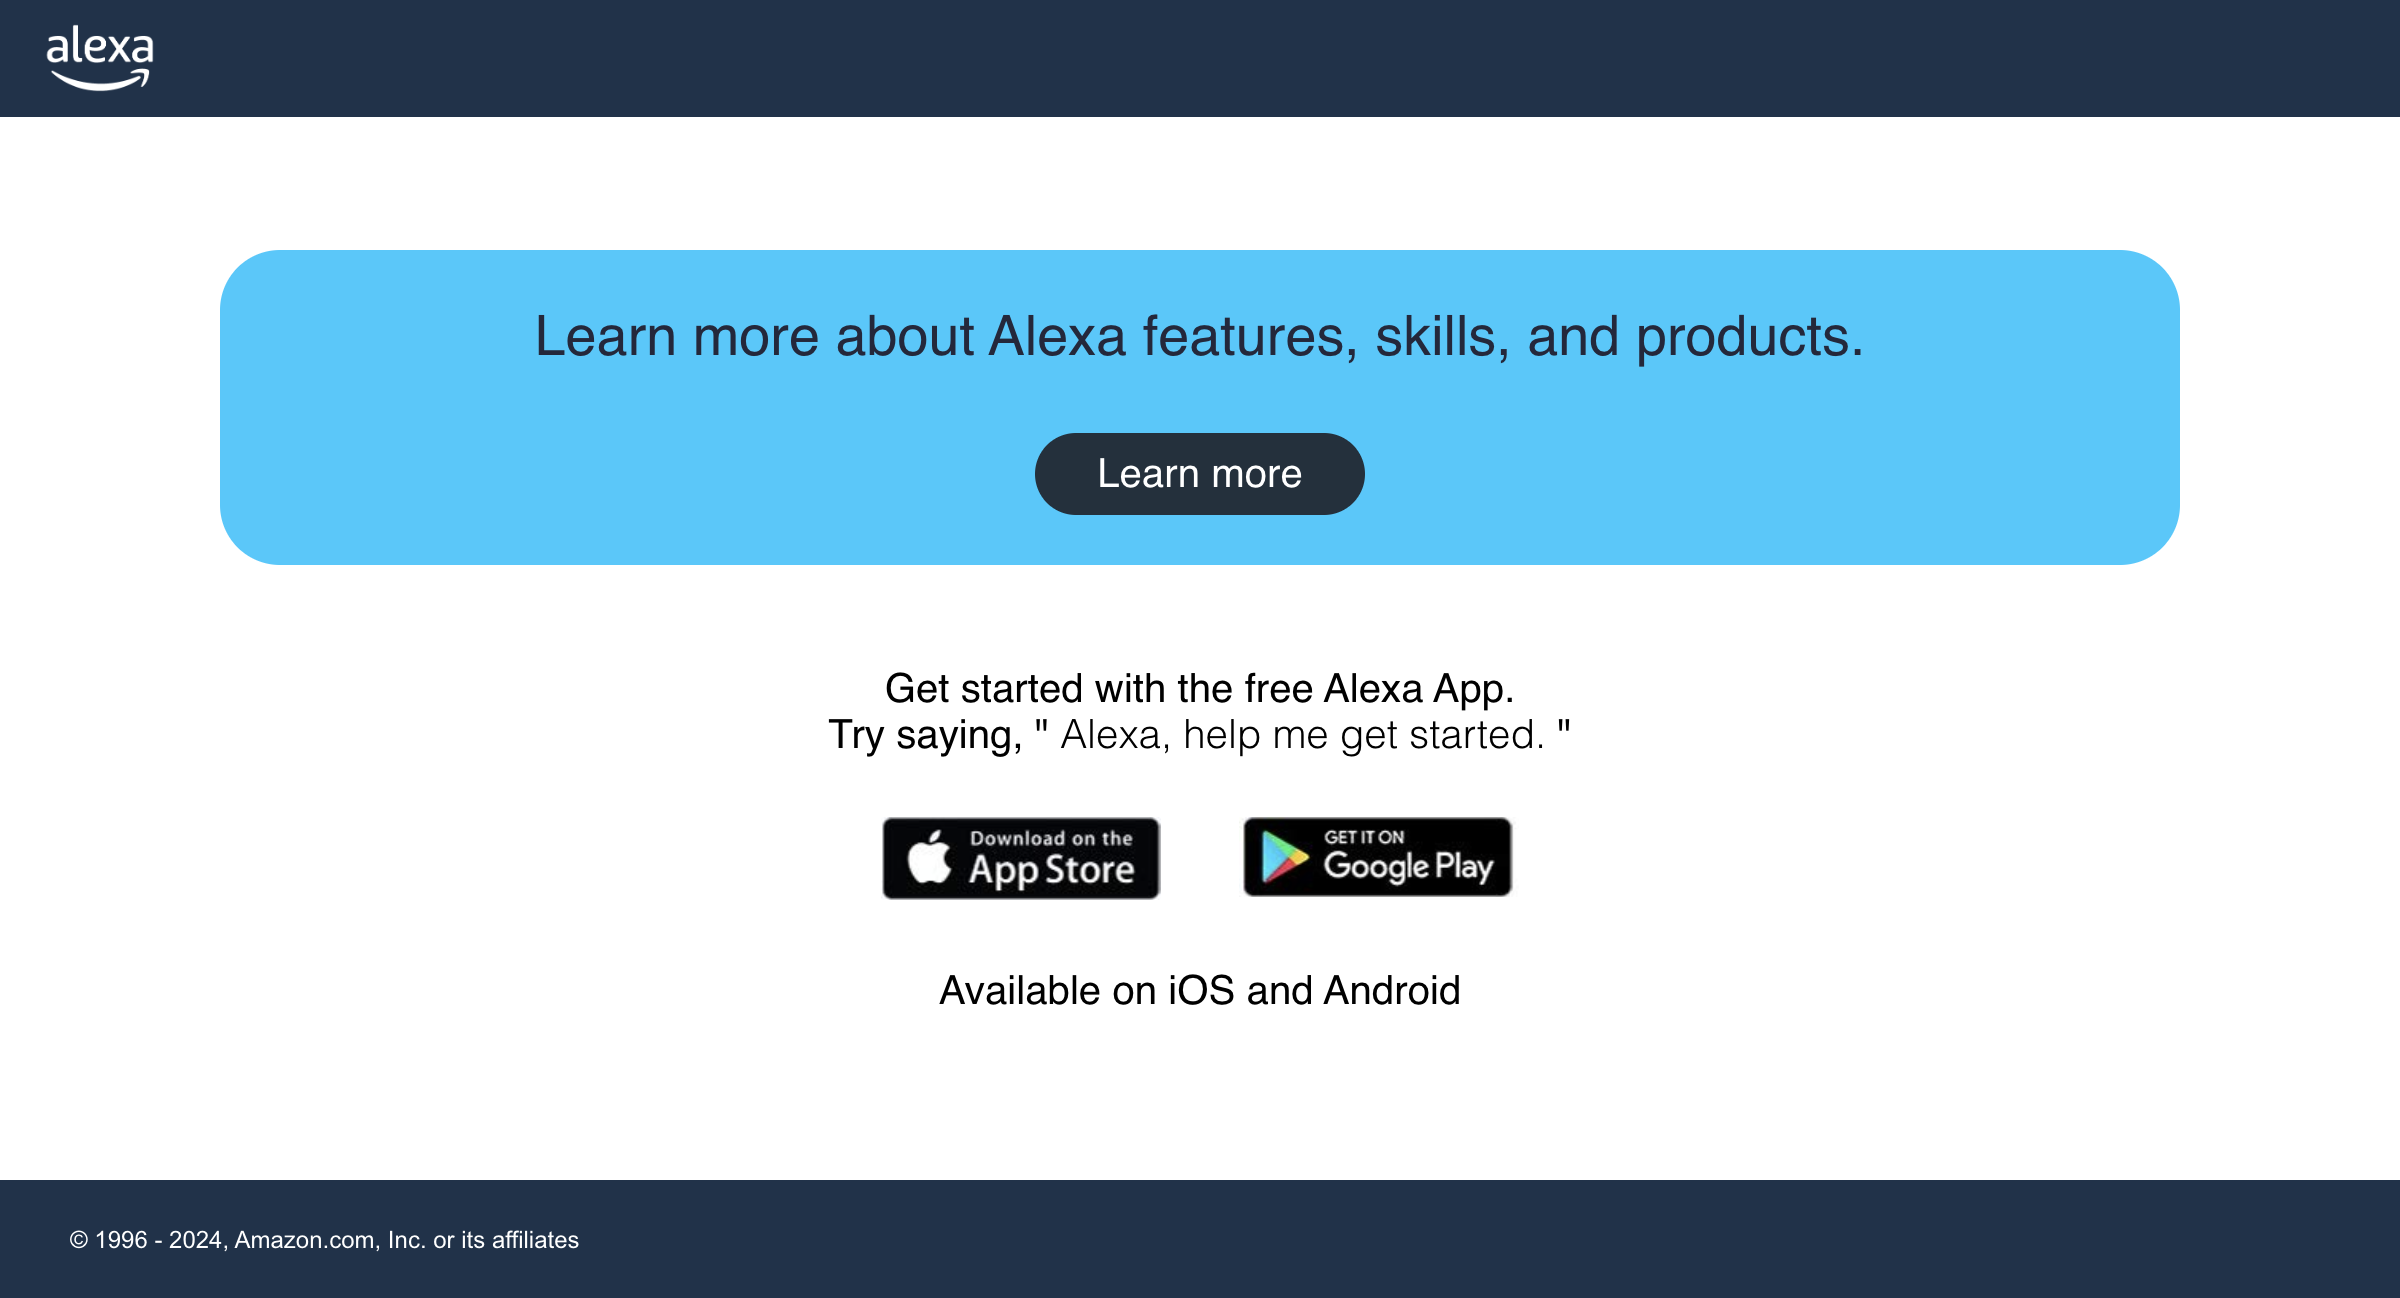 alexa
Learn more about Alexa features, skills, and products.
Learn more
Get started with the free Alexa App.
Try saying, " Alexa, help me get started. "
Download on the
App Store
GET IT ON
Google Play
Available on iOS and Android
© 1996 - 2024, Amazon.com, Inc. or its affiliates